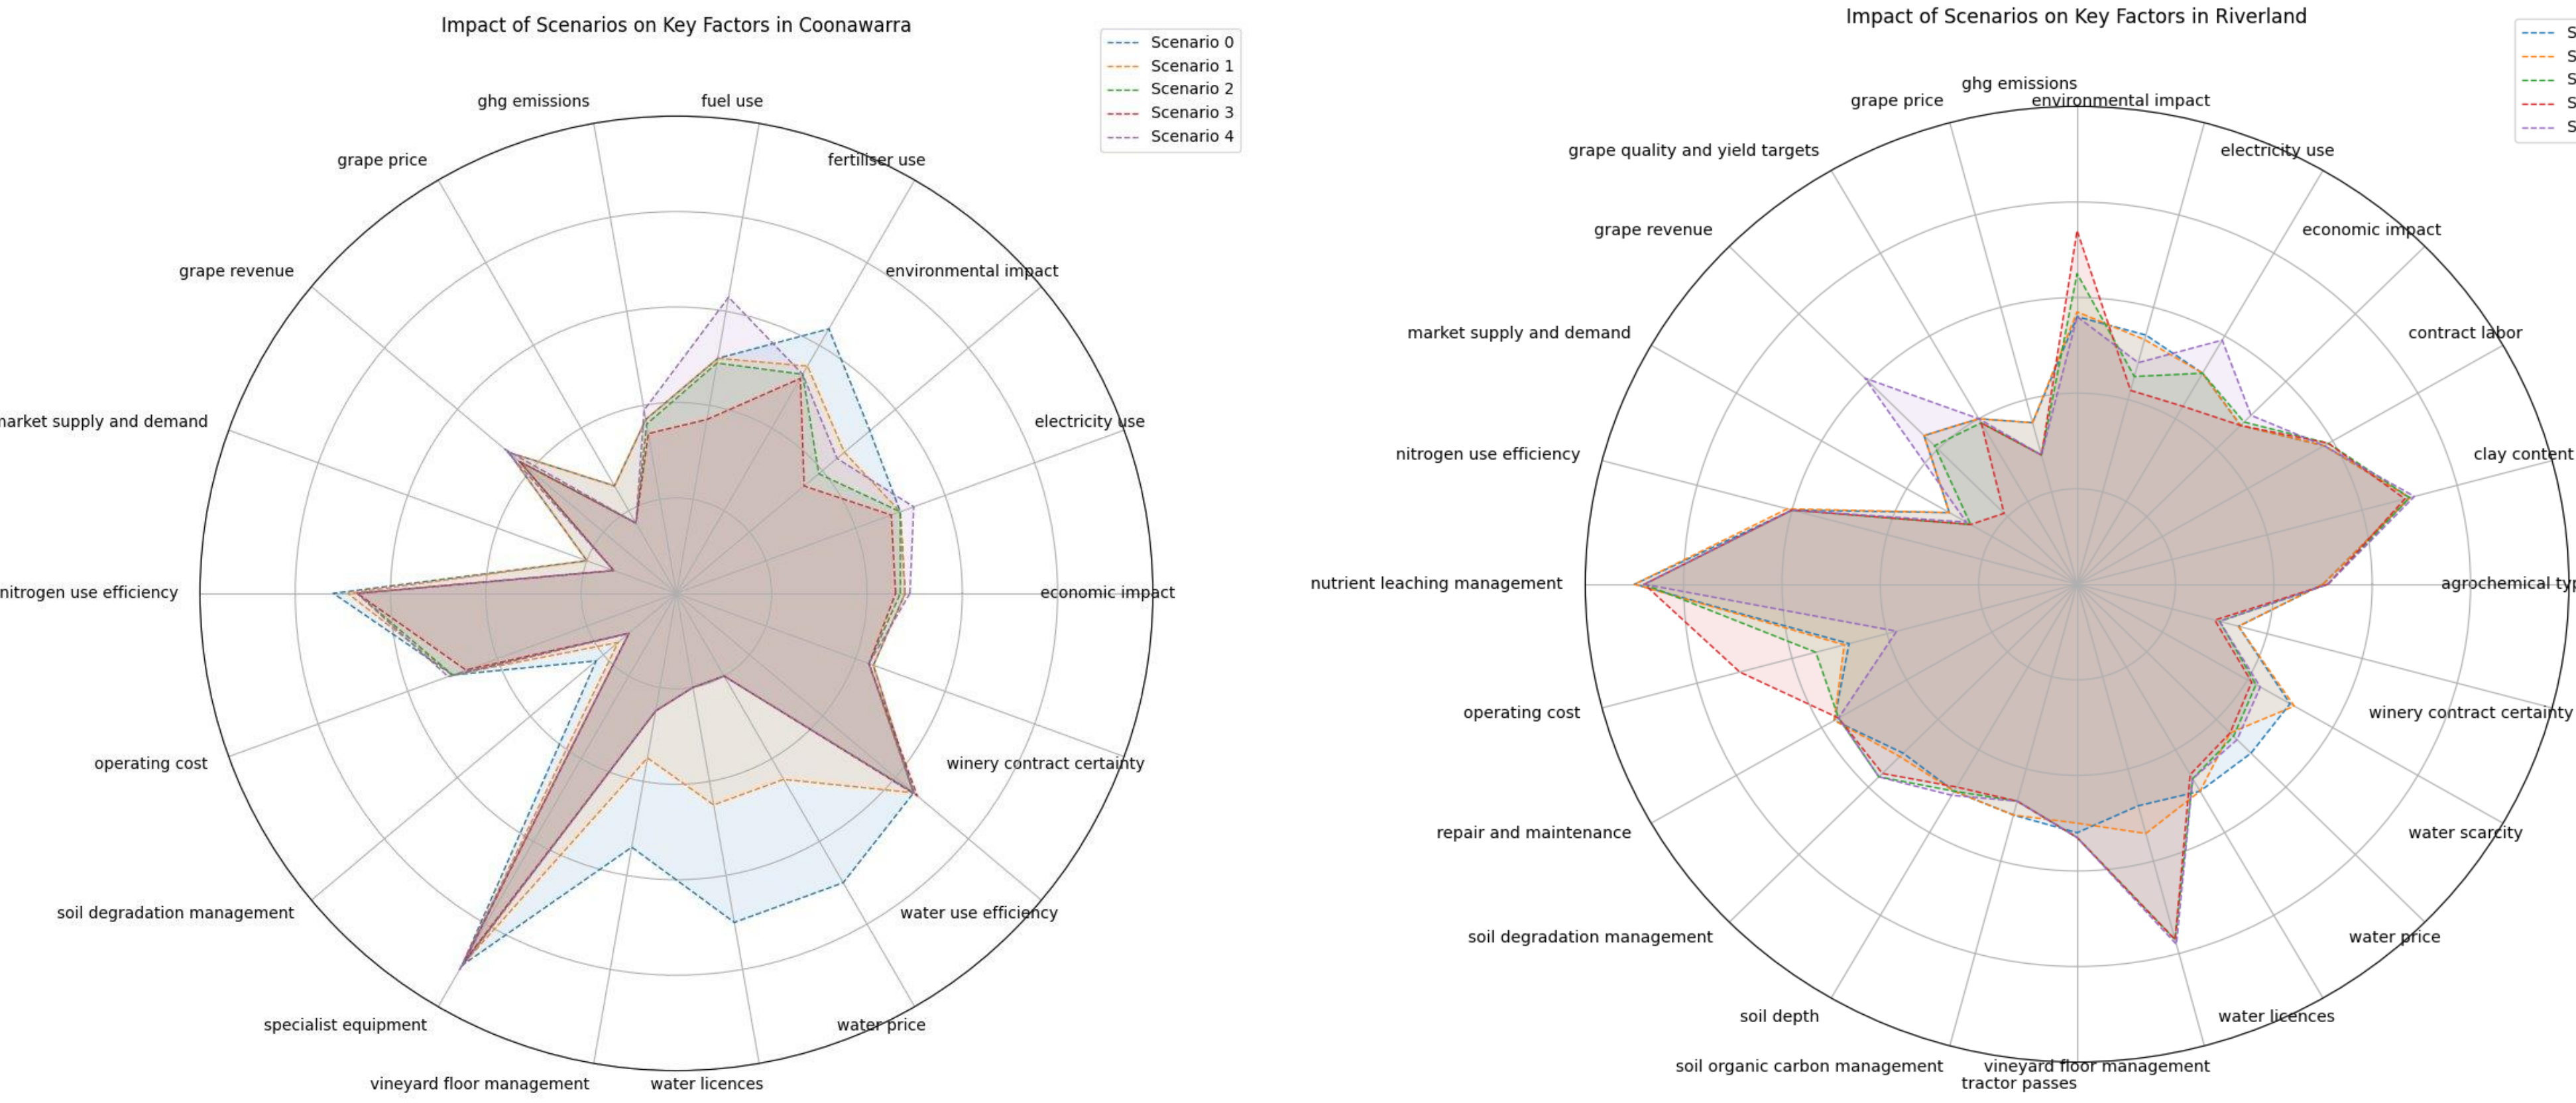 Impact of Scenarios on Key Factors in Coonawarra
Scenario 0
Scenario 1
Scenario 2
Scenario 3
Scenario 4
ghg emissions
fuel use
grape price
fertiliser use
grape revenue
environmental impact
market supply and demand
electricity use
nitrogen use efficiency
economic impact
operating cost
winery contract certainty
soil degradation management
water use efficiency
specialist equipment
water price
vineyard floor management
water licences
Impact of Scenarios on Key Factors in Riverland
S
S
S
S
S
ghg emissions
grape price
environmental impact
grape quality and yield targets
electricity use
grape revenue
economic impact
market supply and demand
contract labor
nitrogen use efficiency
clay content
nutrient leaching management
agrochemical typ
operating cost
winery contract certainty
repair and maintenance
water scarcity
soil degradation management
water price
soil depth
water licences
soil organic carbon management
vineyard floor management
tractor passes